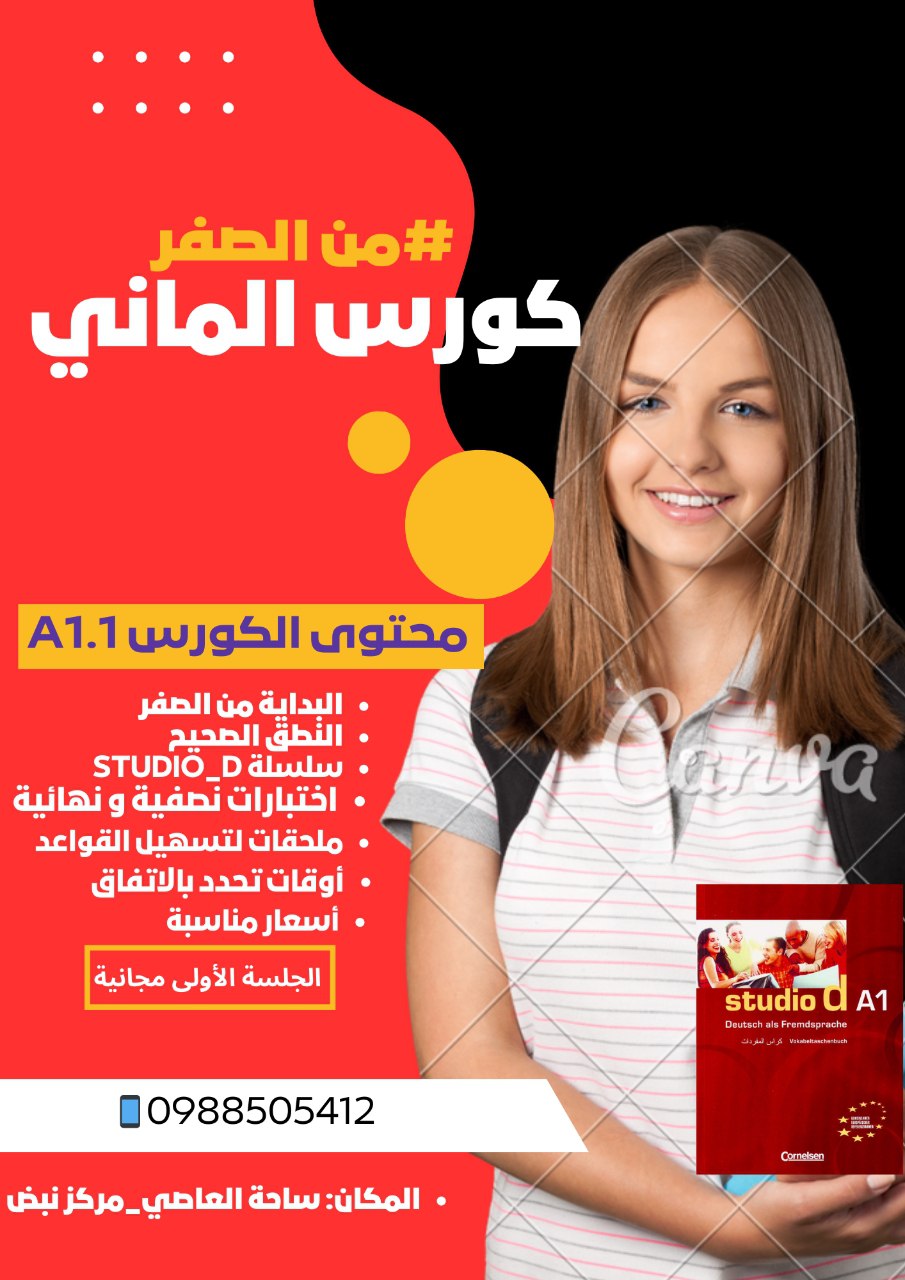 #من الصفر
كورس الماني
محتوى الكورس A1.1
البداية من الصفر
النطق الصحيح
سلسلة STUDIO_D
اختبارات نصفية و نهائية
ملحقات لتسهيل القواعد
أوقات تحدد بالاتفاق
أسعار مناسبة
الجلسة الأولى مجانية
0988505412
المكان: ساحة العاصي_مركز نبض
Canva
studio d A1
Deutsch als Fremdsprache
كراس المفردات Vokabeltaschenbuch
Cornelsen